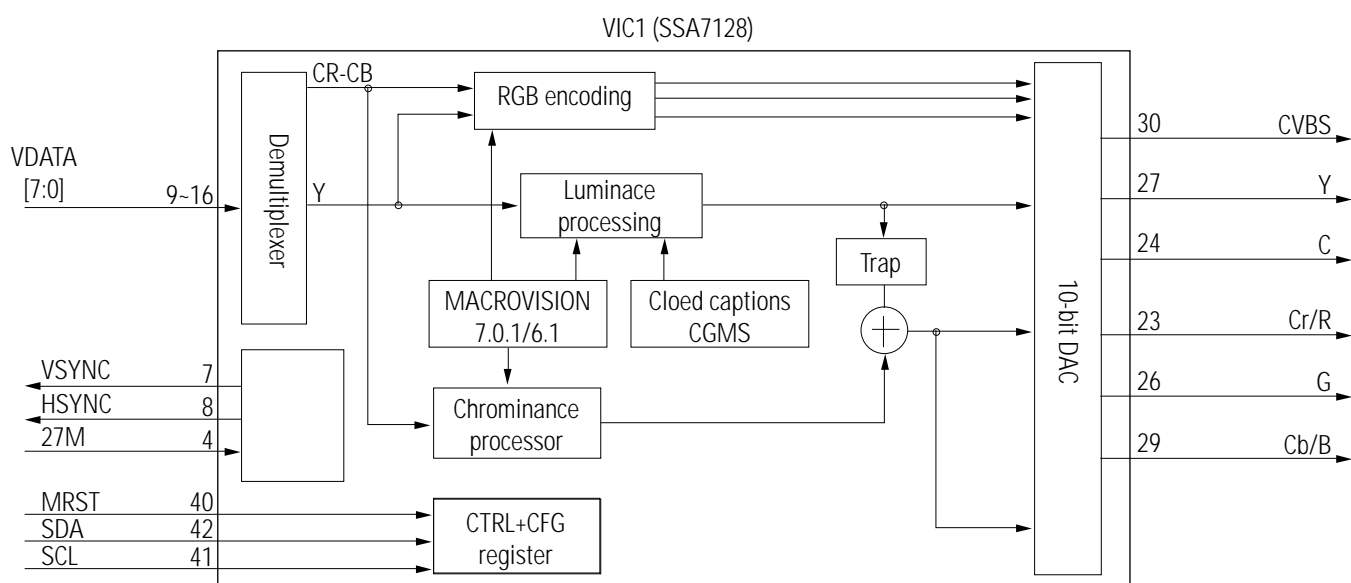 VIC1 (SSA7128)
CR-CB
RGB encoding
Demultiplexer
VDATA
[7:0]
9~16
Y
Luminace
processing
Trap
MACROVISION
7.0.1/6.1
Cloed captions
CGMS
10-bit DAC
30 CVBS
27 Y
24 C
23 Cr/R
26 G
29 Cb/B
VSYNC 7
HSYNC 8
27M 4
Chrominance
processor
MRST 40
SDA 42
SCL 41
CTRL+CFG
register